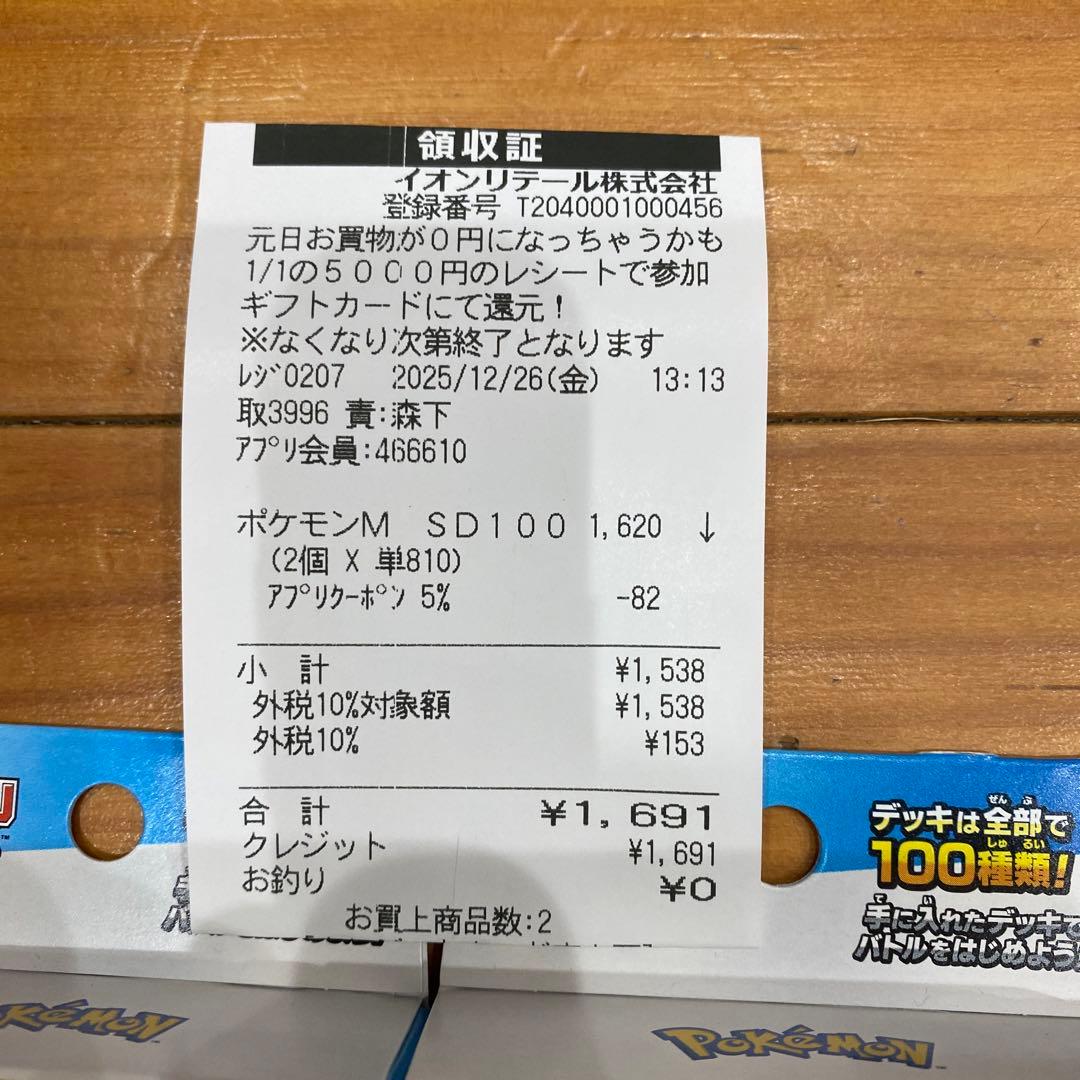 領収証
イオンリテール株式会社
登録番号 T2040001000456
元日お買物が0円になっちゃうかも
1/1の5000円のレシートで参加
ギフトカードにて還元!
※なくなり次第終了となります
ﾚｼﾞ0207 2025/12/26(金) 13:13
取3996 責:森下
ｱﾌﾟﾘ会員:466610
ポケモンM SD100 1,620 ↓
(2個 X 単810)
ｱﾌﾟﾘｸｰﾎﾟﾝ 5% -82
小 計 ¥1,538
外税10%対象額 ¥1,538
外税10% ¥153
合 計 ¥1,691
クレジット ¥1,691
お釣り ¥0
お買上商品数:2
デッキは全部で
ぜんぶ
100種類!
しゅるい
手に入れたデッキで
て い
バトルをはじめよう
POKÉMON
POKÉMON